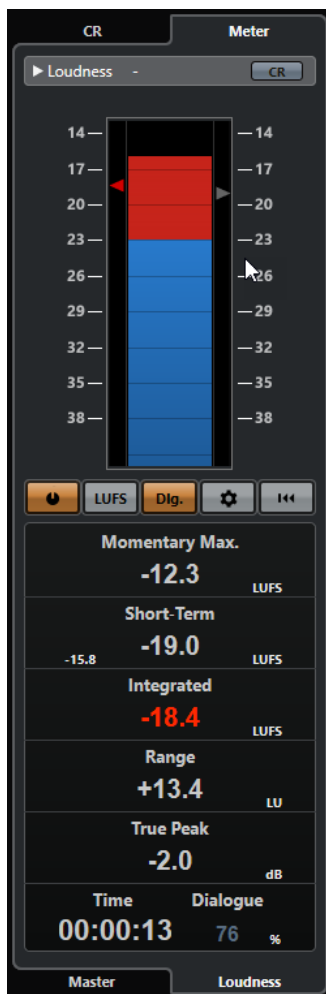 CR Meter
Loudness - CR
14 14
17 17
20 20
23 23
26 26
29 29
32 32
35 35
38 38
LUFS Dlg.
Momentary Max.
-12.3 LUFS
Short-Term
-15.8 -19.0 LUFS
Integrated
-18.4 LUFS
Range
+13.4 LU
True Peak
-2.0 dB
Time Dialogue
00:00:13 76 %
Master Loudness